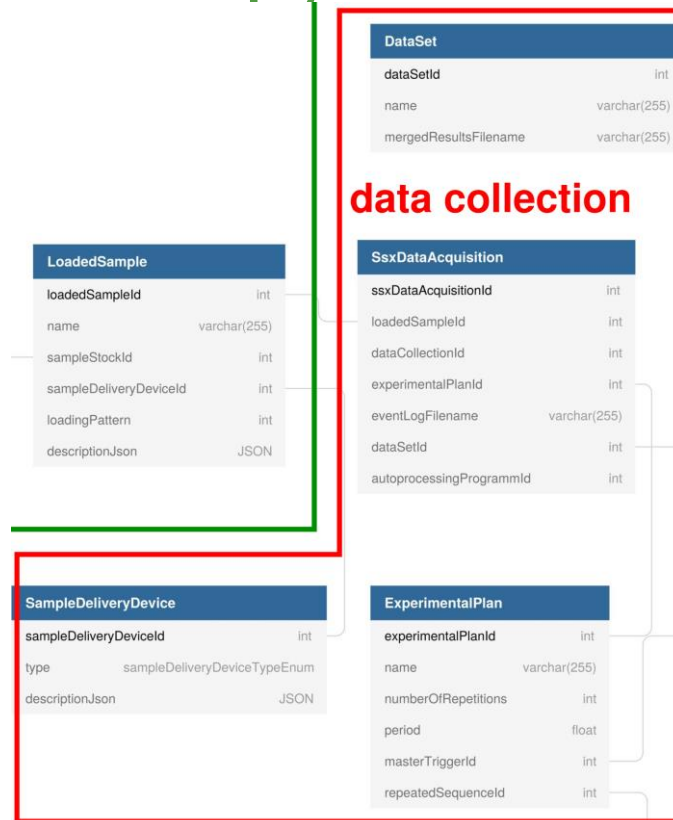 DataSet
dataSetId int
name varchar(255)
mergedResultsFilename varchar(255)
data collection
LoadedSample
loadedSampleId int
name varchar(255)
sampleStockId int
sampleDeliveryDeviceId int
loadingPattern int
descriptionJson JSON
SsxDataAcquisition
ssxDataAcquisitionId int
loadedSampleId int
dataCollectionId int
experimentalPlanId int
eventLogFilename varchar(255)
dataSetId int
autoprocessingProgrammId int
SampleDeliveryDevice
sampleDeliveryDeviceId int
type sampleDeliveryDeviceTypeEnum
descriptionJson JSON
ExperimentalPlan
experimentalPlanId int
name varchar(255)
numberOfRepetitions int
period float
masterTriggerId int
repeatedSequenceId int